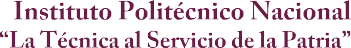 Instituto Politécnico Nacional
“La Técnica al Servicio de la Patria”